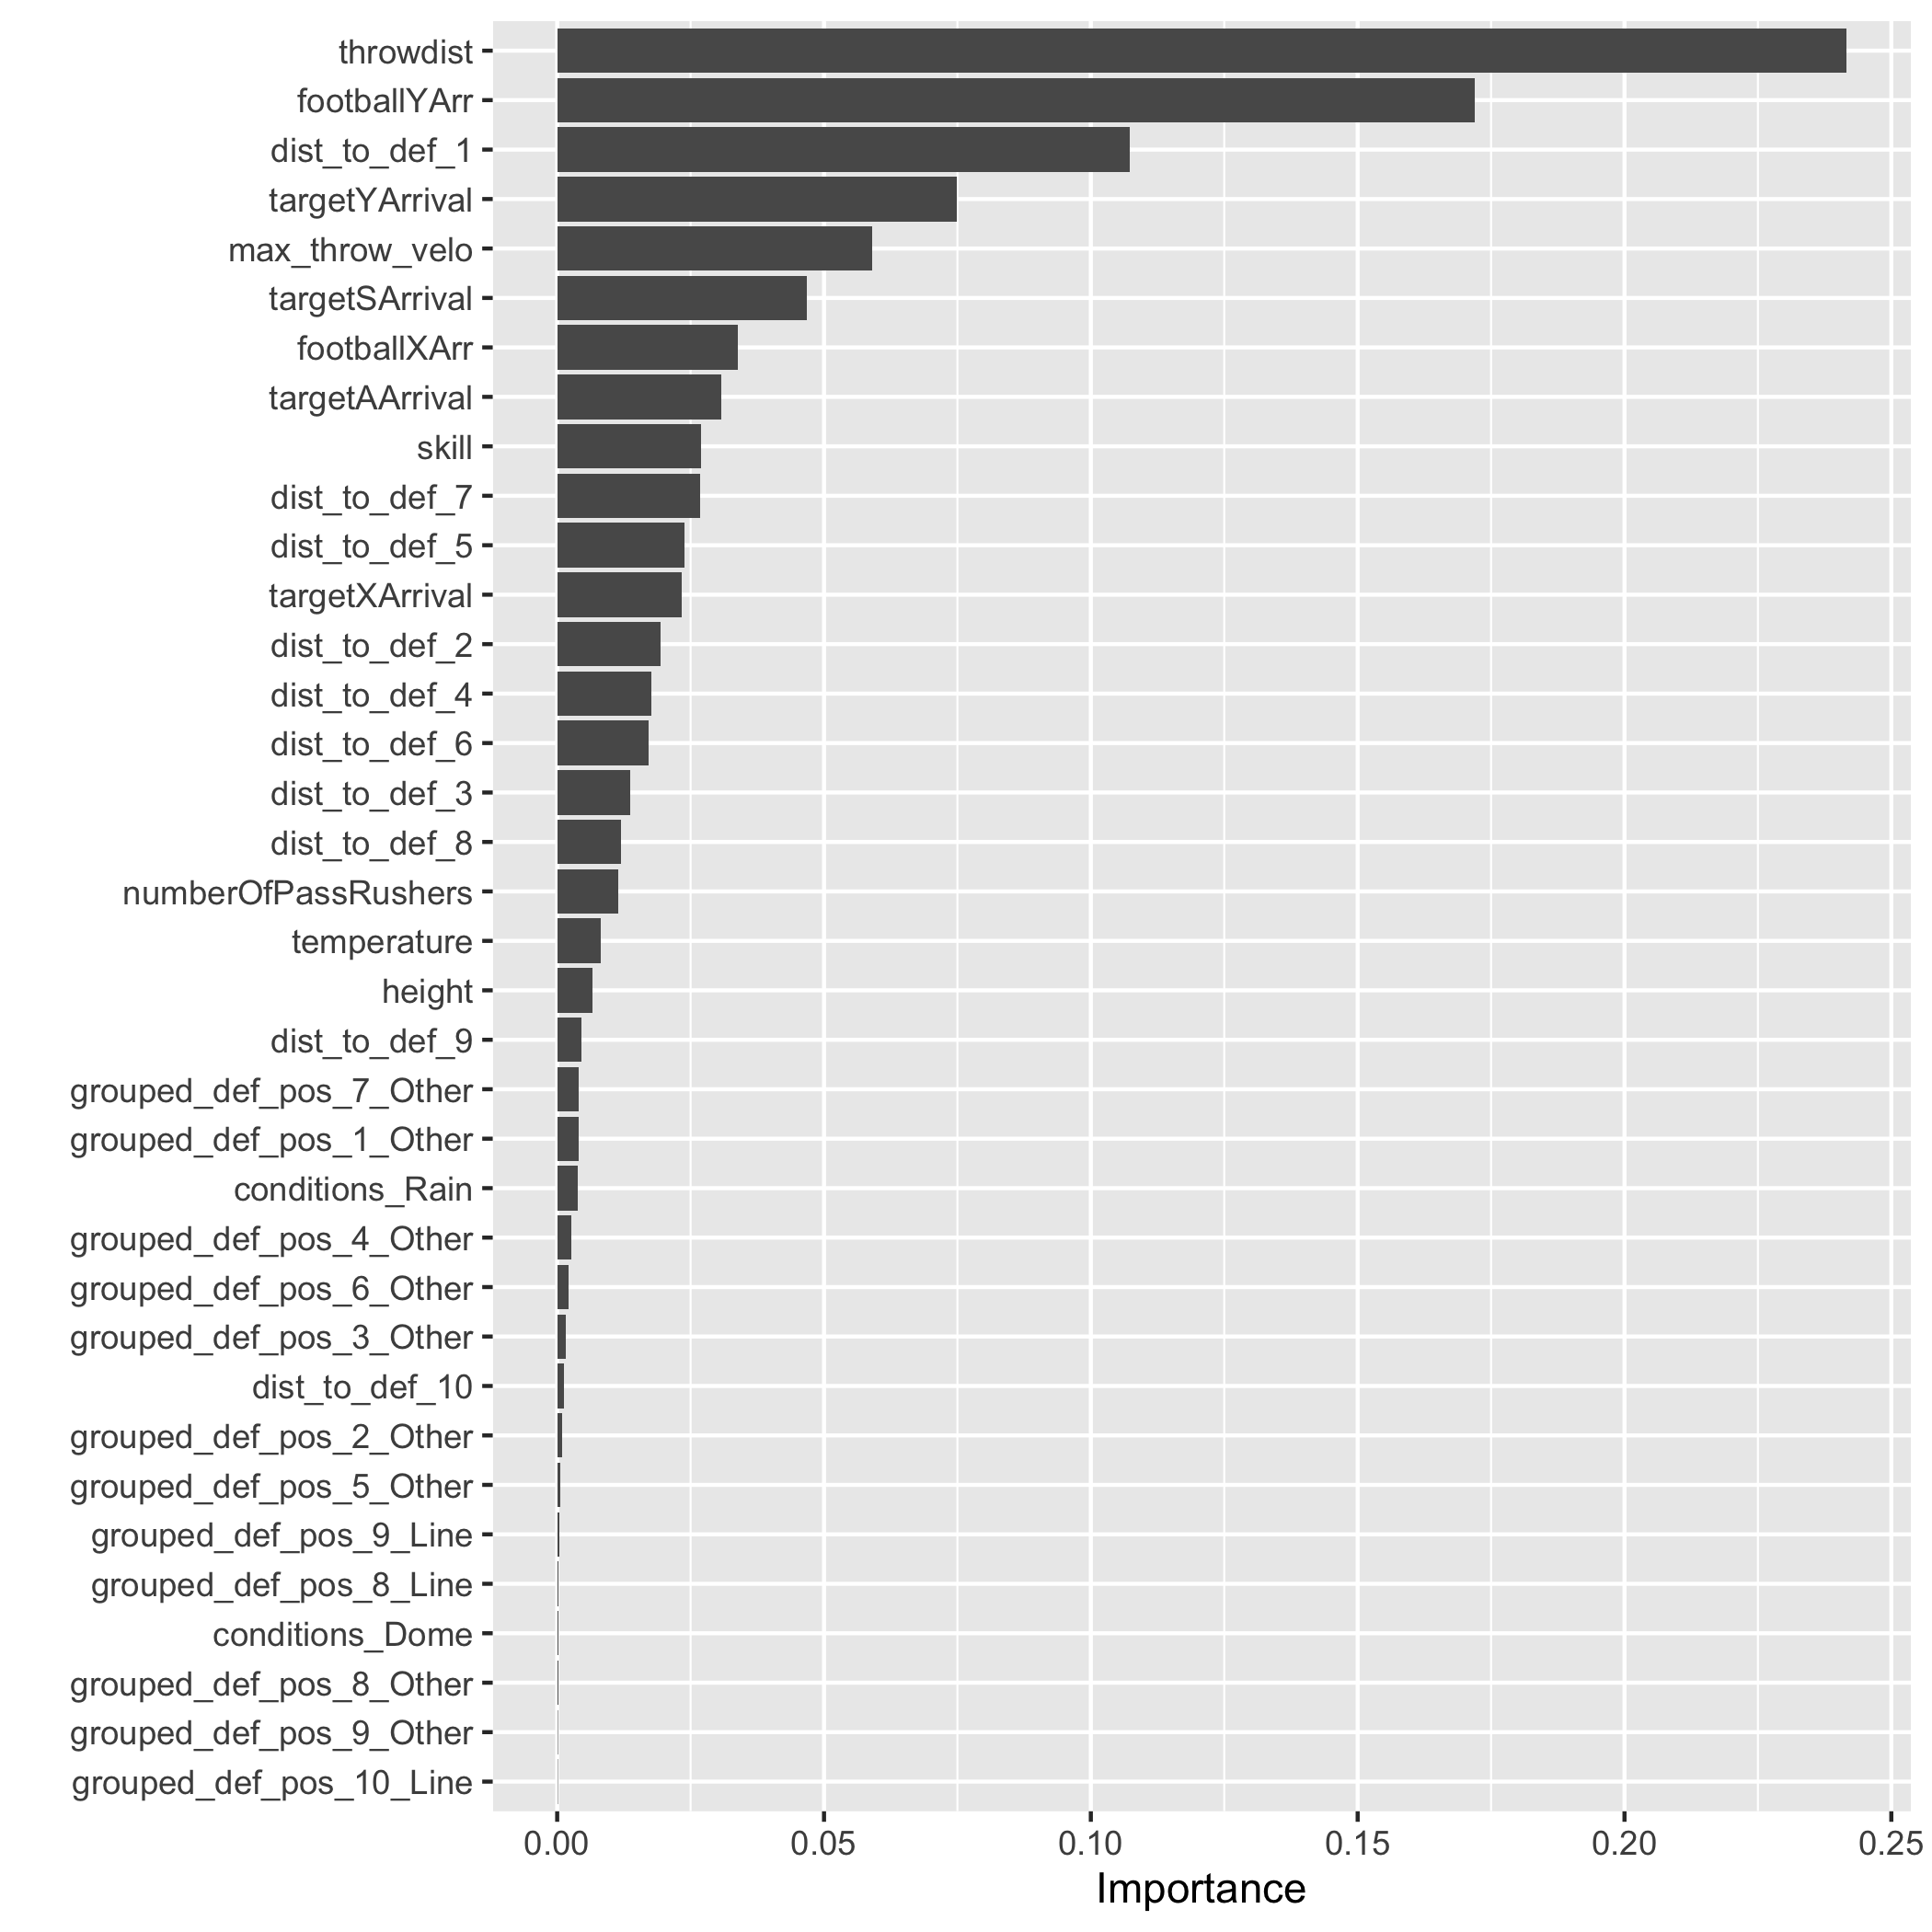 throwdist
footballYArr
dist_to_def_1
targetYArrival
max_throw_velo
targetSArrival
footballXArr
targetAArrival
skill
dist_to_def_7
dist_to_def_5
targetXArrival
dist_to_def_2
dist_to_def_4
dist_to_def_6
dist_to_def_3
dist_to_def_8
numberOfPassRushers
temperature
height
dist_to_def_9
grouped_def_pos_7_Other
grouped_def_pos_1_Other
conditions_Rain
grouped_def_pos_4_Other
grouped_def_pos_6_Other
grouped_def_pos_3_Other
dist_to_def_10
grouped_def_pos_2_Other
grouped_def_pos_5_Other
grouped_def_pos_9_Line
grouped_def_pos_8_Line
conditions_Dome
grouped_def_pos_8_Other
grouped_def_pos_9_Other
grouped_def_pos_10_Line
0.00 0.05 0.10 0.15 0.20 0.25
Importance